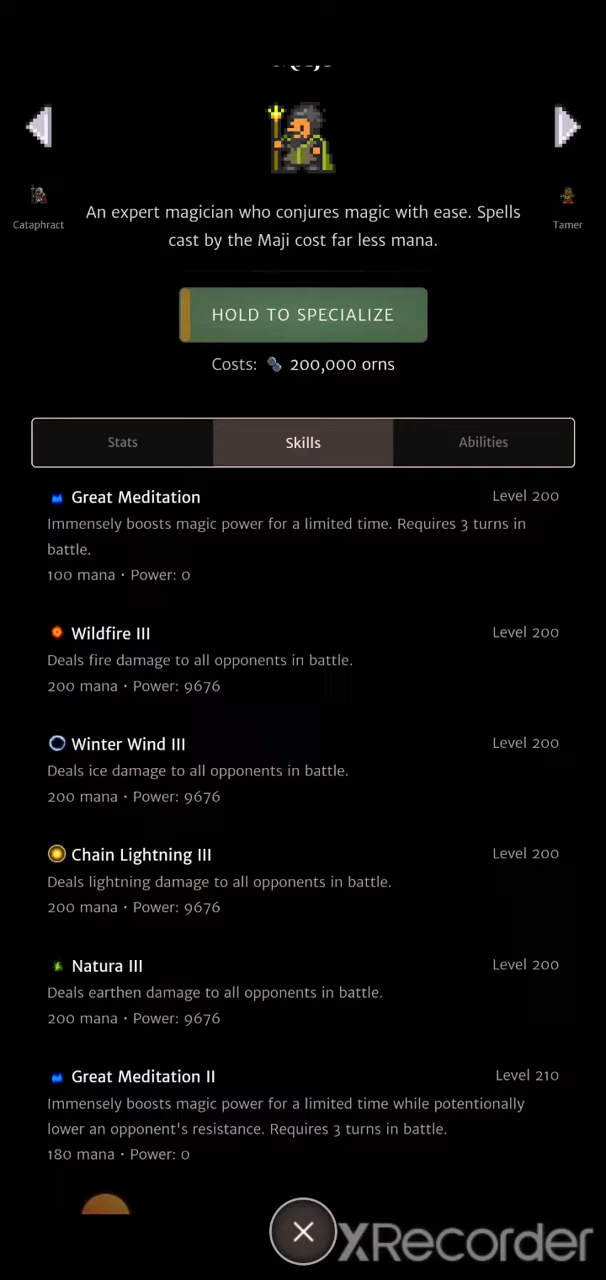 Cataphract
Tamer
An expert magician who conjures magic with ease. Spells
cast by the Maji cost far less mana.
HOLD TO SPECIALIZE
Costs: 200,000 orns
Stats
Skills
Abilities
Great Meditation
Level 200
Immensely boosts magic power for a limited time. Requires 3 turns in
battle.
100 mana • Power: 0
Wildfire III
Level 200
Deals fire damage to all opponents in battle.
200 mana • Power: 9676
Winter Wind III
Level 200
Deals ice damage to all opponents in battle.
200 mana • Power: 9676
Chain Lightning III
Level 200
Deals lightning damage to all opponents in battle.
200 mana • Power: 9676
Natura III
Level 200
Deals earthen damage to all opponents in battle.
200 mana • Power: 9676
Great Meditation II
Level 210
Immensely boosts magic power for a limited time while potentionally
lower an opponent's resistance. Requires 3 turns in battle.
180 mana • Power: 0
XRecorder